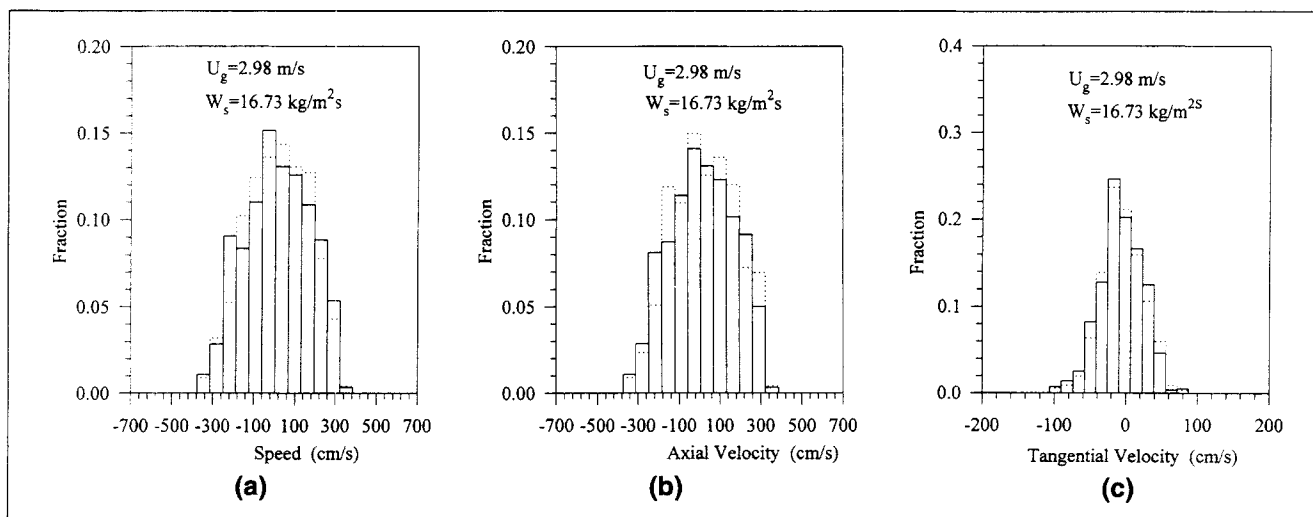 0.20
0.15
0.10
0.05
0.00
Fraction
U_g=2.98 m/s
W_s=16.73 kg/m²s
-700 -500 -300 -100 100 300 500 700
Speed (cm/s)
(a)
0.20
0.15
0.10
0.05
0.00
Fraction
U_g=2.98 m/s
W_s=16.73 kg/m²s
-700 -500 -300 -100 100 300 500 700
Axial Velocity (cm/s)
(b)
0.4
0.3
0.2
0.1
0.0
Fraction
U_g=2.98 m/s
W_s=16.73 kg/m²ˢ
-200 -100 0 100 200
Tangential Velocity (cm/s)
(c)